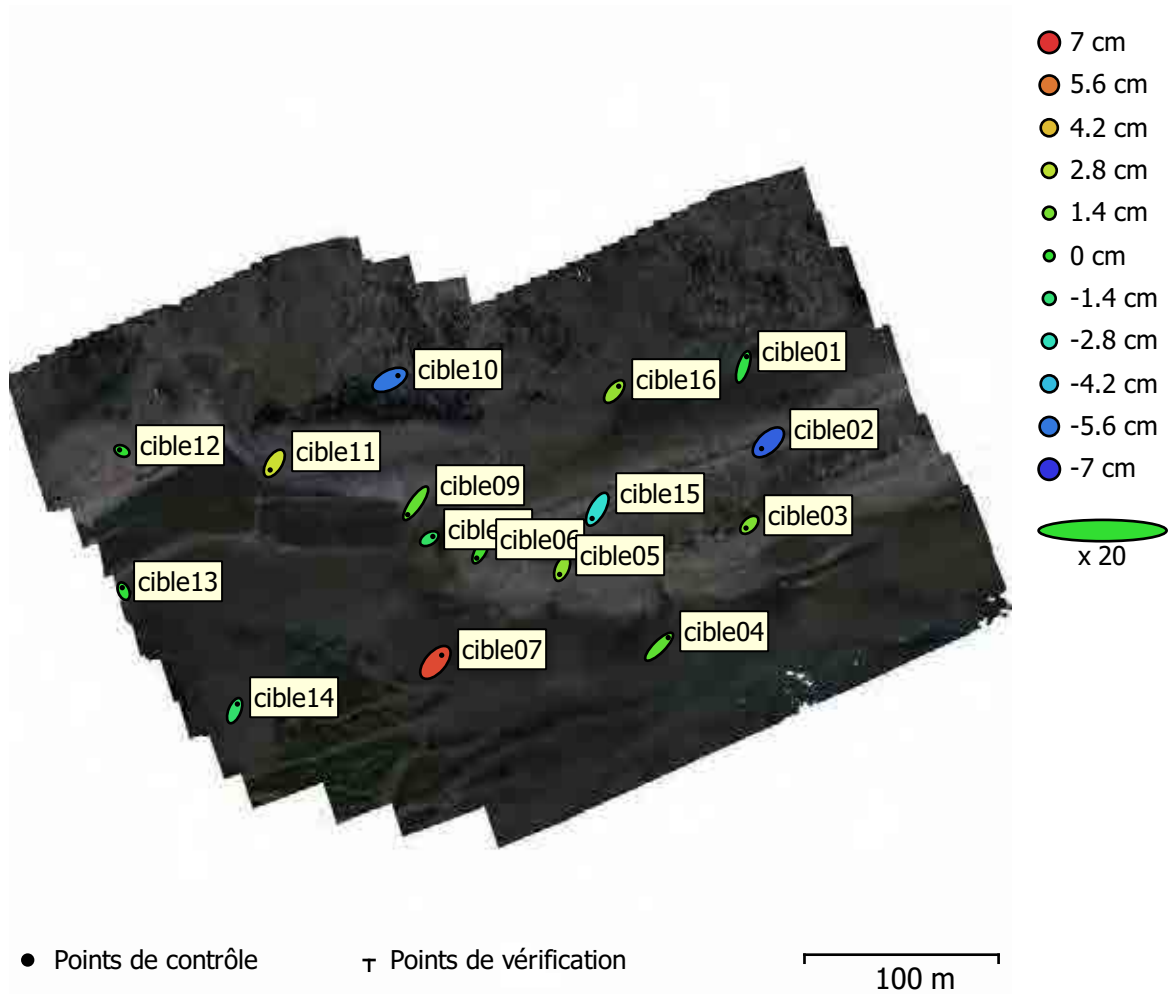 7 cm
5.6 cm
4.2 cm
2.8 cm
1.4 cm
0 cm
-1.4 cm
-2.8 cm
-4.2 cm
-5.6 cm
-7 cm
x 20
cible01
cible10
cible16
cible02
cible12
cible11
cible09
cible15
cible03
cible06
cible05
cible13
cible04
cible07
cible14
Points de contrôle
Points de vérification
100 m